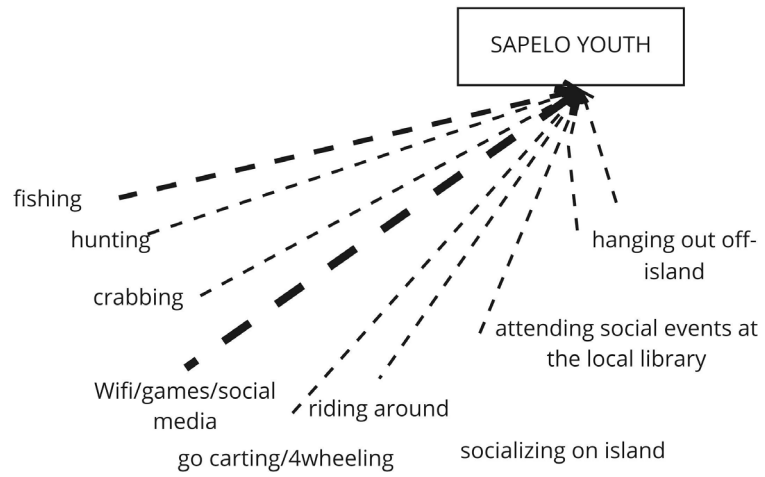 SAPELO YOUTH
fishing
hunting
crabbing
hanging out off-
island
attending social events at
the local library
Wifi/games/social
media
riding around
go carting/4wheeling
socializing on island